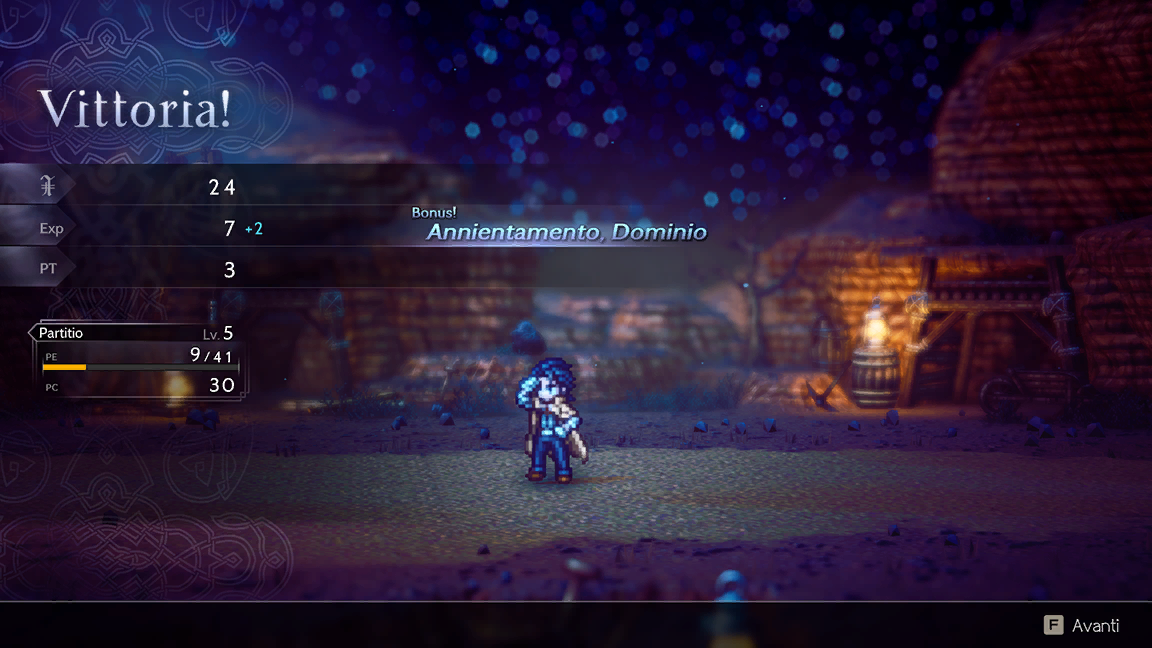 Vittoria!
24
Exp 7 +2
Bonus!
Annientamento, Dominio
PT 3
Partitio Lv. 5
PE 9/41
PC 30
F Avanti